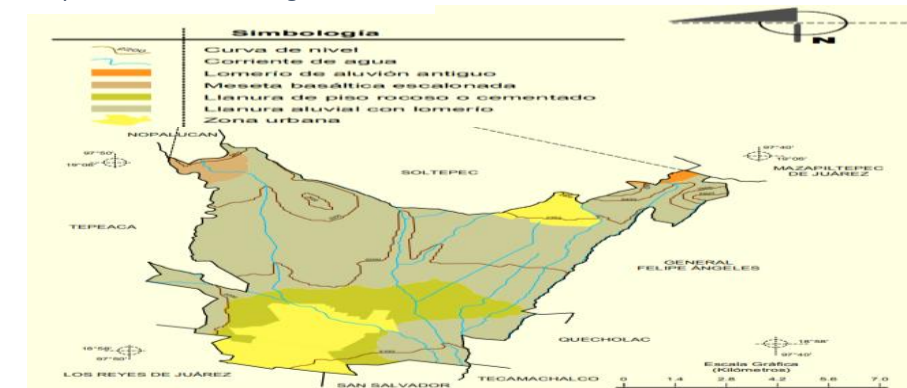 Simbología
N
Curva de nivel
Corriente de agua
Lomerío de aluvión antiguo
Meseta basáltica escalonada
Llanura de piso rocoso o cementado
Llanura aluvial con lomerío
Zona urbana
NOPALUCAN
97°50'
19°06'
SOLTEPEC
97°40'
19°06'
MAZAPILTEPEC
DE JUÁREZ
TEPEACA
GENERAL
FELIPE ÁNGELES
QUECHOLAC
18°58'
97°50'
18°58'
97°40'
LOS REYES DE JUÁREZ
SAN SALVADOR
TECAMACHALCO
Escala Gráfica
(Kilómetros)
0 1.4 2.8 4.2 5.6 7.0